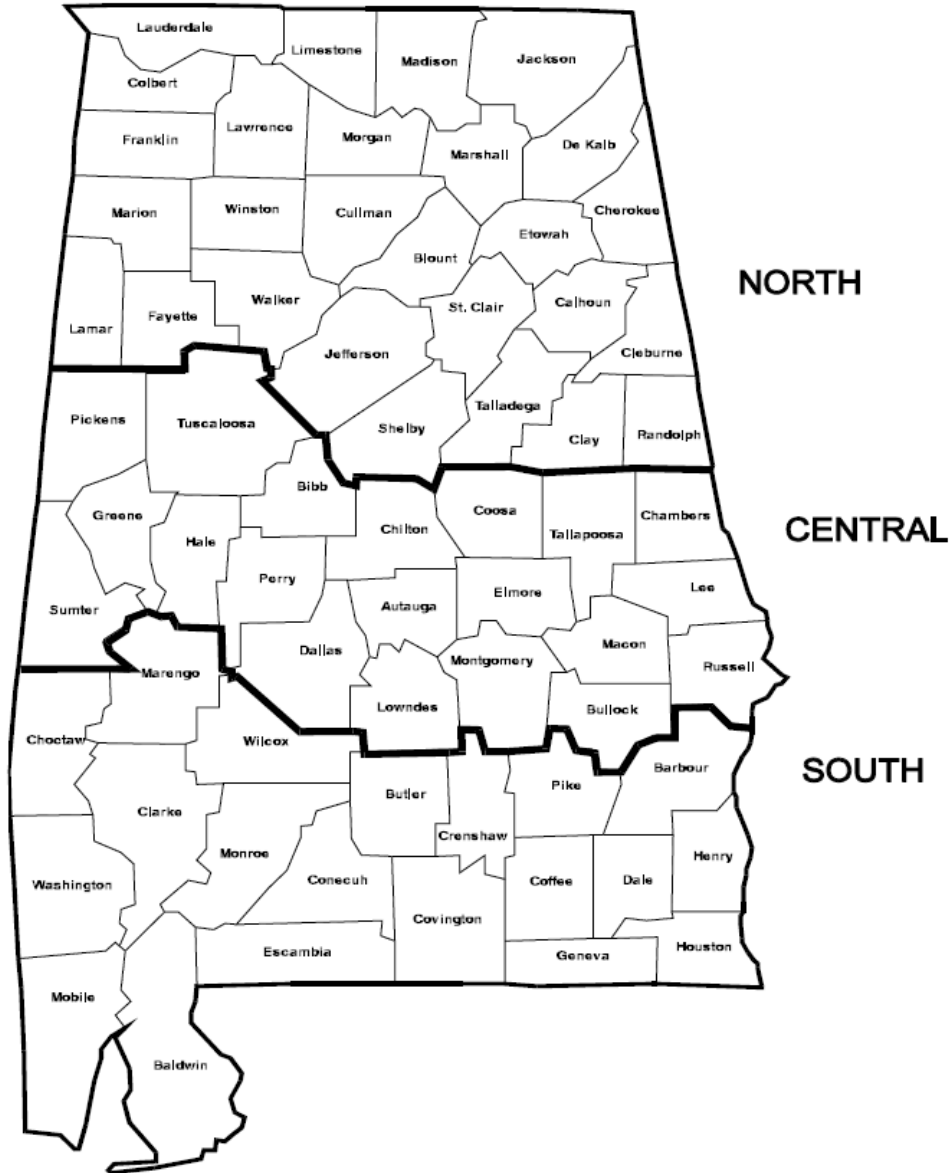 Lauderdale
Limestone
Madison
Jackson
Colbert
Lawrence
Franklin
Morgan
Marshall
De Kalb
Marion
Winston
Cullman
Cherokee
Etowah
Blount
NORTH
Walker
St. Clair
Calhoun
Lamar
Fayette
Jefferson
Cleburne
Pickens
Tuscaloosa
Shelby
Talladega
Clay
Randolph
Bibb
Greene
Hale
Chilton
Coosa
Tallapoosa
Chambers
CENTRAL
Perry
Autauga
Elmore
Lee
Sumter
Dallas
Macon
Marengo
Montgomery
Russell
Lowndes
Bullock
Choctaw
Wilcox
Barbour
SOUTH
Butler
Pike
Clarke
Crenshaw
Monroe
Henry
Washington
Conecuh
Coffee
Dale
Covington
Escambia
Geneva
Houston
Mobile
Baldwin